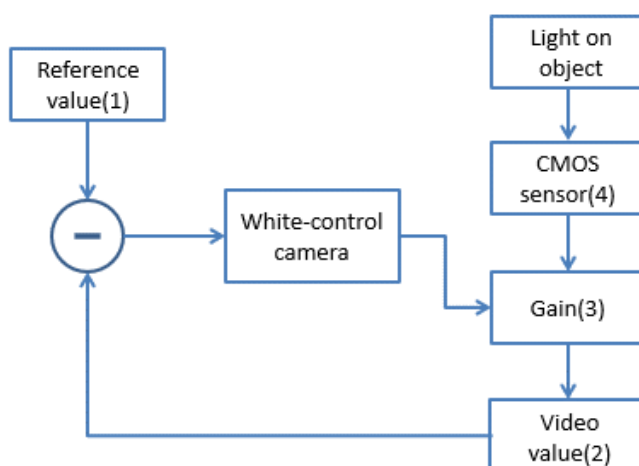 Light on
object
Reference
value(1)
CMOS
sensor(4)
–
White-control
camera
Gain(3)
Video
value(2)